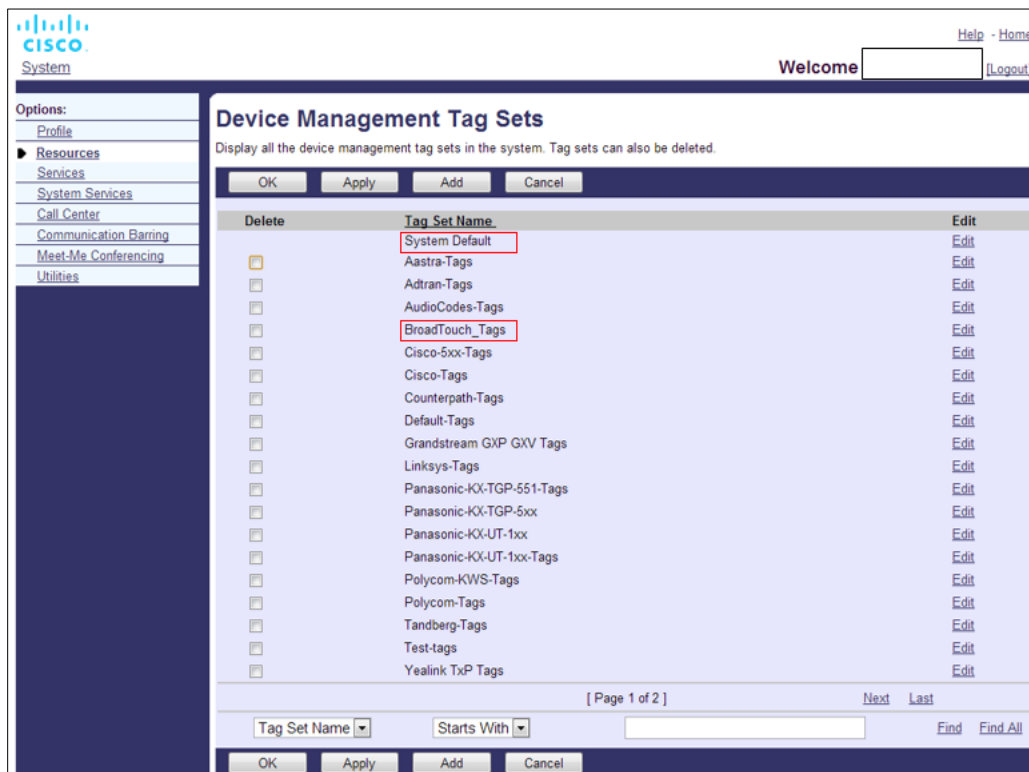 CISCO
Help - Home
System
Welcome [Logout
Options:
Profile
Resources
Services
System Services
Call Center
Communication Barring
Meet-Me Conferencing
Utilities
Device Management Tag Sets
Display all the device management tag sets in the system. Tag sets can also be deleted.
OK Apply Add Cancel
Delete Tag Set Name Edit
System Default Edit
Aastra-Tags Edit
Adtran-Tags Edit
AudioCodes-Tags Edit
BroadTouch_Tags Edit
Cisco-5xx-Tags Edit
Cisco-Tags Edit
Counterpath-Tags Edit
Default-Tags Edit
Grandstream GXP GXV Tags Edit
Linksys-Tags Edit
Panasonic-KX-TGP-551-Tags Edit
Panasonic-KX-TGP-5xx Edit
Panasonic-KX-UT-1xx Edit
Panasonic-KX-UT-1xx-Tags Edit
Polycom-KWS-Tags Edit
Polycom-Tags Edit
Tandberg-Tags Edit
Test-tags Edit
Yealink TxP Tags Edit
[ Page 1 of 2 ] Next Last
Tag Set Name Starts With Find Find All
OK Apply Add Cancel